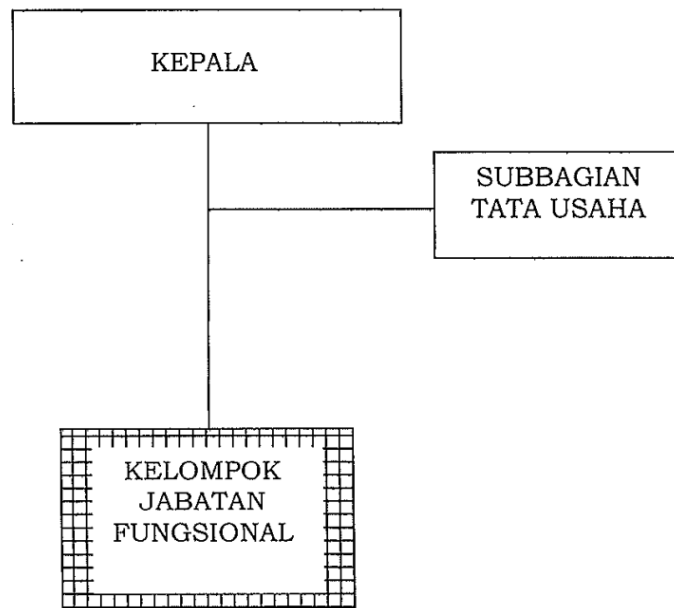 KEPALA
SUBBAGIAN
TATA USAHA
KELOMPOK
JABATAN
FUNGSIONAL